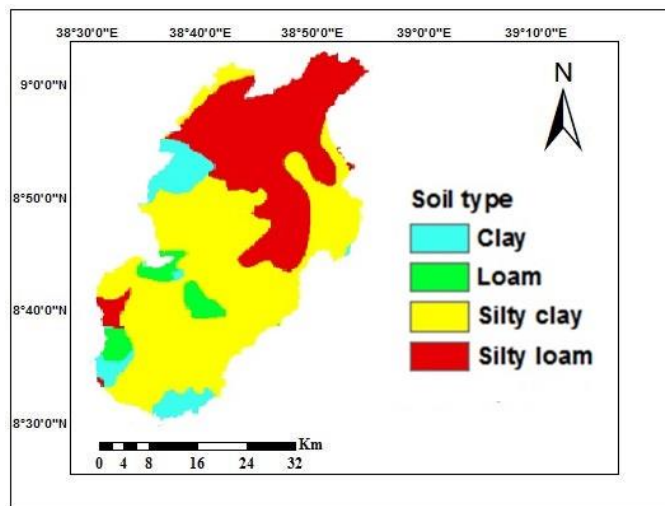 38°30'0"E 38°40'0"E 38°50'0"E 39°0'0"E 39°10'0"E
N
9°0'0"N
8°50'0"N
8°40'0"N
8°30'0"N
Soil type
Clay
Loam
Silty clay
Silty loam
Km
0 4 8 16 24 32